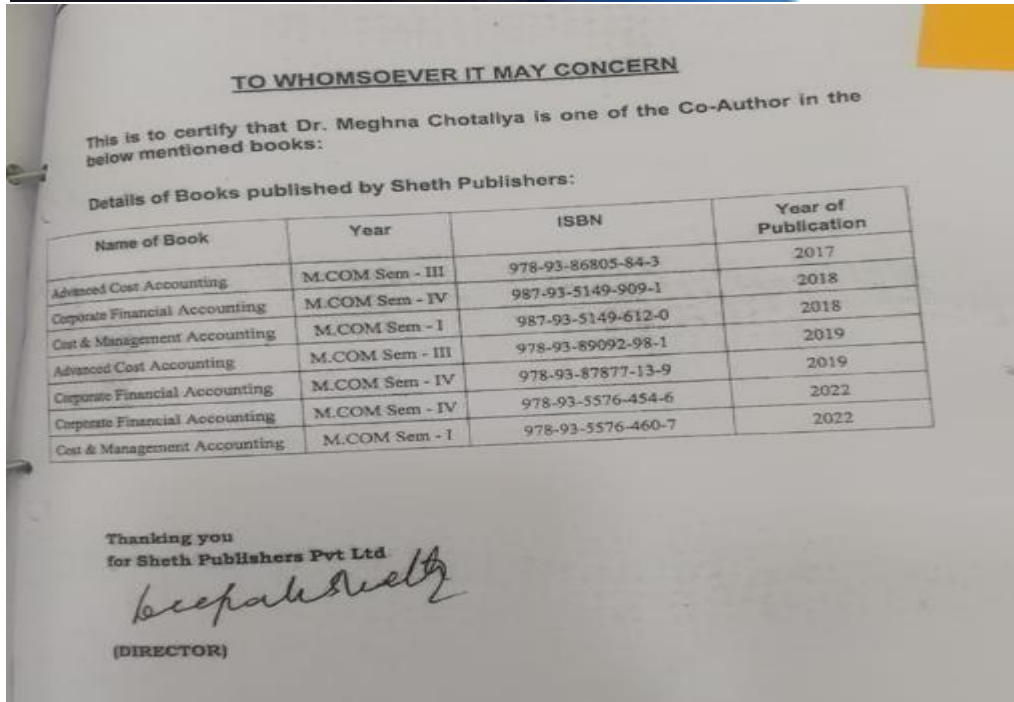 TO WHOMSOEVER IT MAY CONCERN
This is to certify that Dr. Meghna Chotaliya is one of the Co-Author in the
below mentioned books:
Details of Books published by Sheth Publishers:
Name of Book Year ISBN Year of Publication
Advanced Cost Accounting M.COM Sem - III 978-93-86805-84-3 2017
Corporate Financial Accounting M.COM Sem - IV 987-93-5149-909-1 2018
Cost & Management Accounting M.COM Sem - I 987-93-5149-612-0 2018
Advanced Cost Accounting M.COM Sem - III 978-93-89092-98-1 2019
Corporate Financial Accounting M.COM Sem - IV 978-93-87877-13-9 2019
Corporate Financial Accounting M.COM Sem - IV 978-93-5576-454-6 2022
Cost & Management Accounting M.COM Sem - I 978-93-5576-460-7 2022
Thanking you
for Sheth Publishers Pvt Ltd
(DIRECTOR)